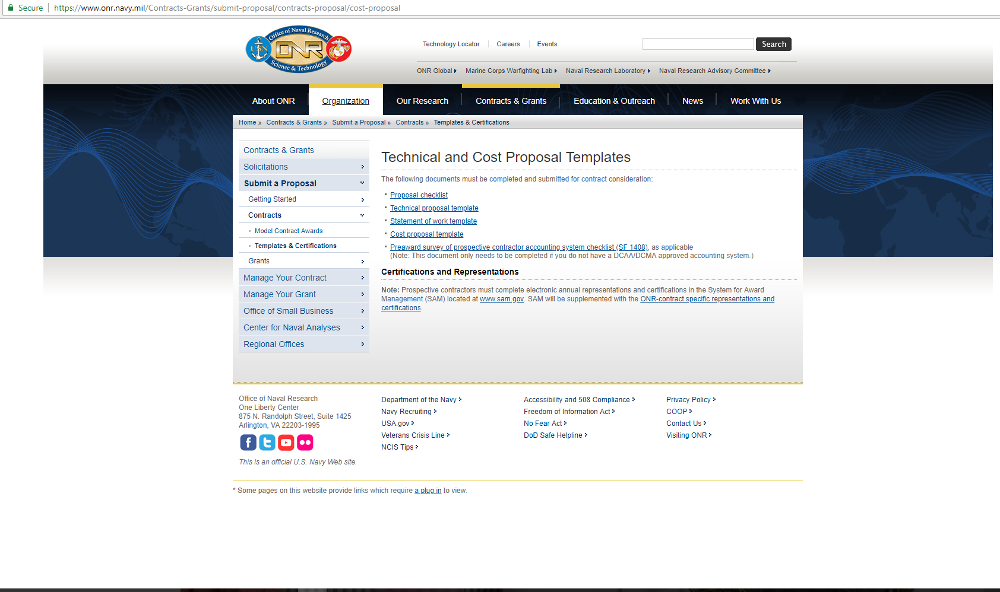 Secure https://www.onr.navy.mil/Contracts-Grants/submit-proposal/contracts-proposal/cost-proposal
Office of Naval Research
ONR
Science & Technology
Technology Locator Careers Events
Search
ONR Global Marine Corps Warfighting Lab Naval Research Laboratory Naval Research Advisory Committee
About ONR Organization Our Research Contracts & Grants Education & Outreach News Work With Us
Home » Contracts & Grants » Submit a Proposal » Contracts » Templates & Certifications
Contracts & Grants
Solicitations
Submit a Proposal
Getting Started
Contracts
Model Contract Awards
Templates & Certifications
Grants
Manage Your Contract
Manage Your Grant
Office of Small Business
Center for Naval Analyses
Regional Offices
Technical and Cost Proposal Templates
The following documents must be completed and submitted for contract consideration:
Proposal checklist
Technical proposal template
Statement of work template
Cost proposal template
Preaward survey of prospective contractor accounting system checklist (SF 1408), as applicable
(Note: This document only needs to be completed if you do not have a DCAA/DCMA approved accounting system.)
Certifications and Representations
Note: Prospective contractors must complete electronic annual representations and certifications in the System for Award
Management (SAM) located at www.sam.gov. SAM will be supplemented with the ONR-contract specific representations and
certifications.
Office of Naval Research
One Liberty Center
875 N. Randolph Street, Suite 1425
Arlington, VA 22203-1995
This is an official U.S. Navy Web site.
Department of the Navy
Navy Recruiting
USA.gov
Veterans Crisis Line
NCIS Tips
Accessibility and 508 Compliance
Freedom of Information Act
No Fear Act
DoD Safe Helpline
Privacy Policy
COOP
Contact Us
Visiting ONR
* Some pages on this website provide links which require a plug in to view.